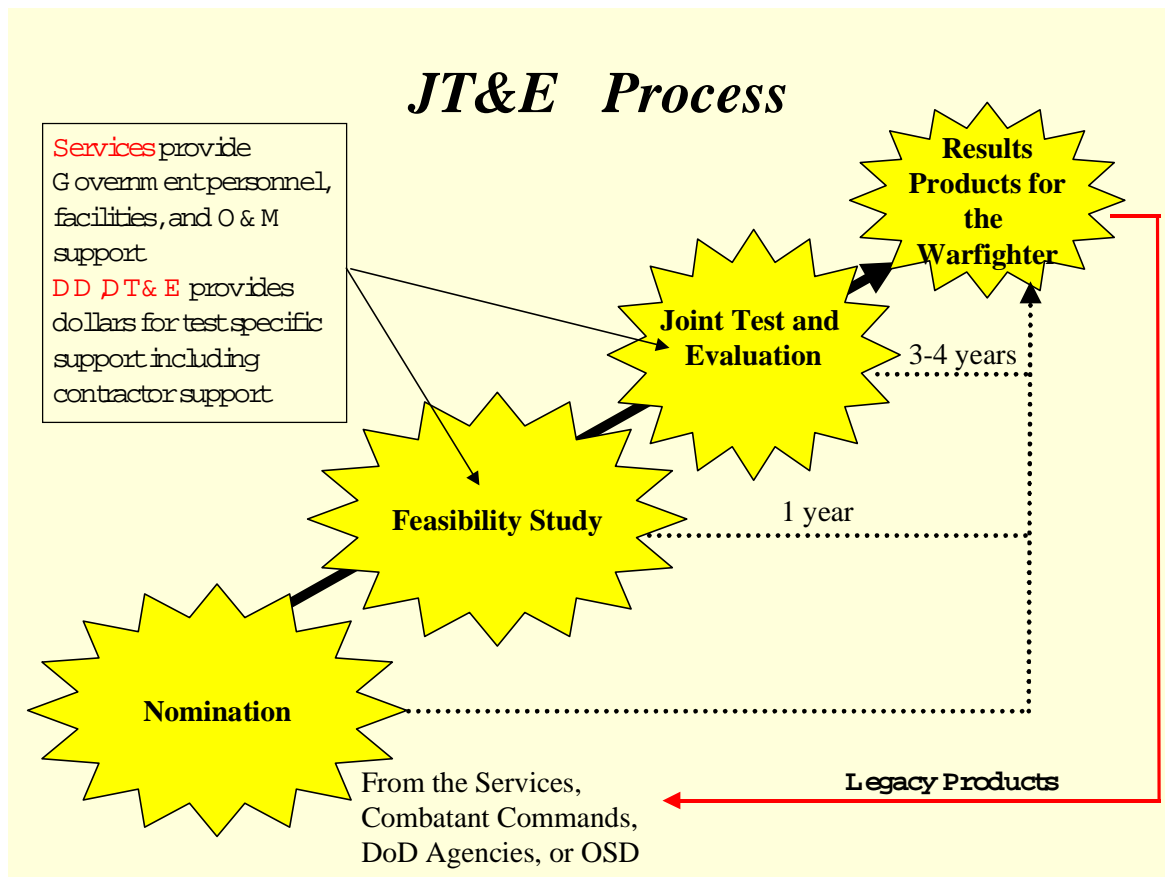 JT&E Process
Services provide
Government personnel,
facilities, and O & M
support
DD,DT&E provides
dollars for test specific
support including
contractor support
Results
Products for
the
Warfighter
Joint Test and
Evaluation
3-4 years
Feasibility Study
1 year
Nomination
From the Services,
Combatant Commands,
DoD Agencies, or OSD
Legacy Products